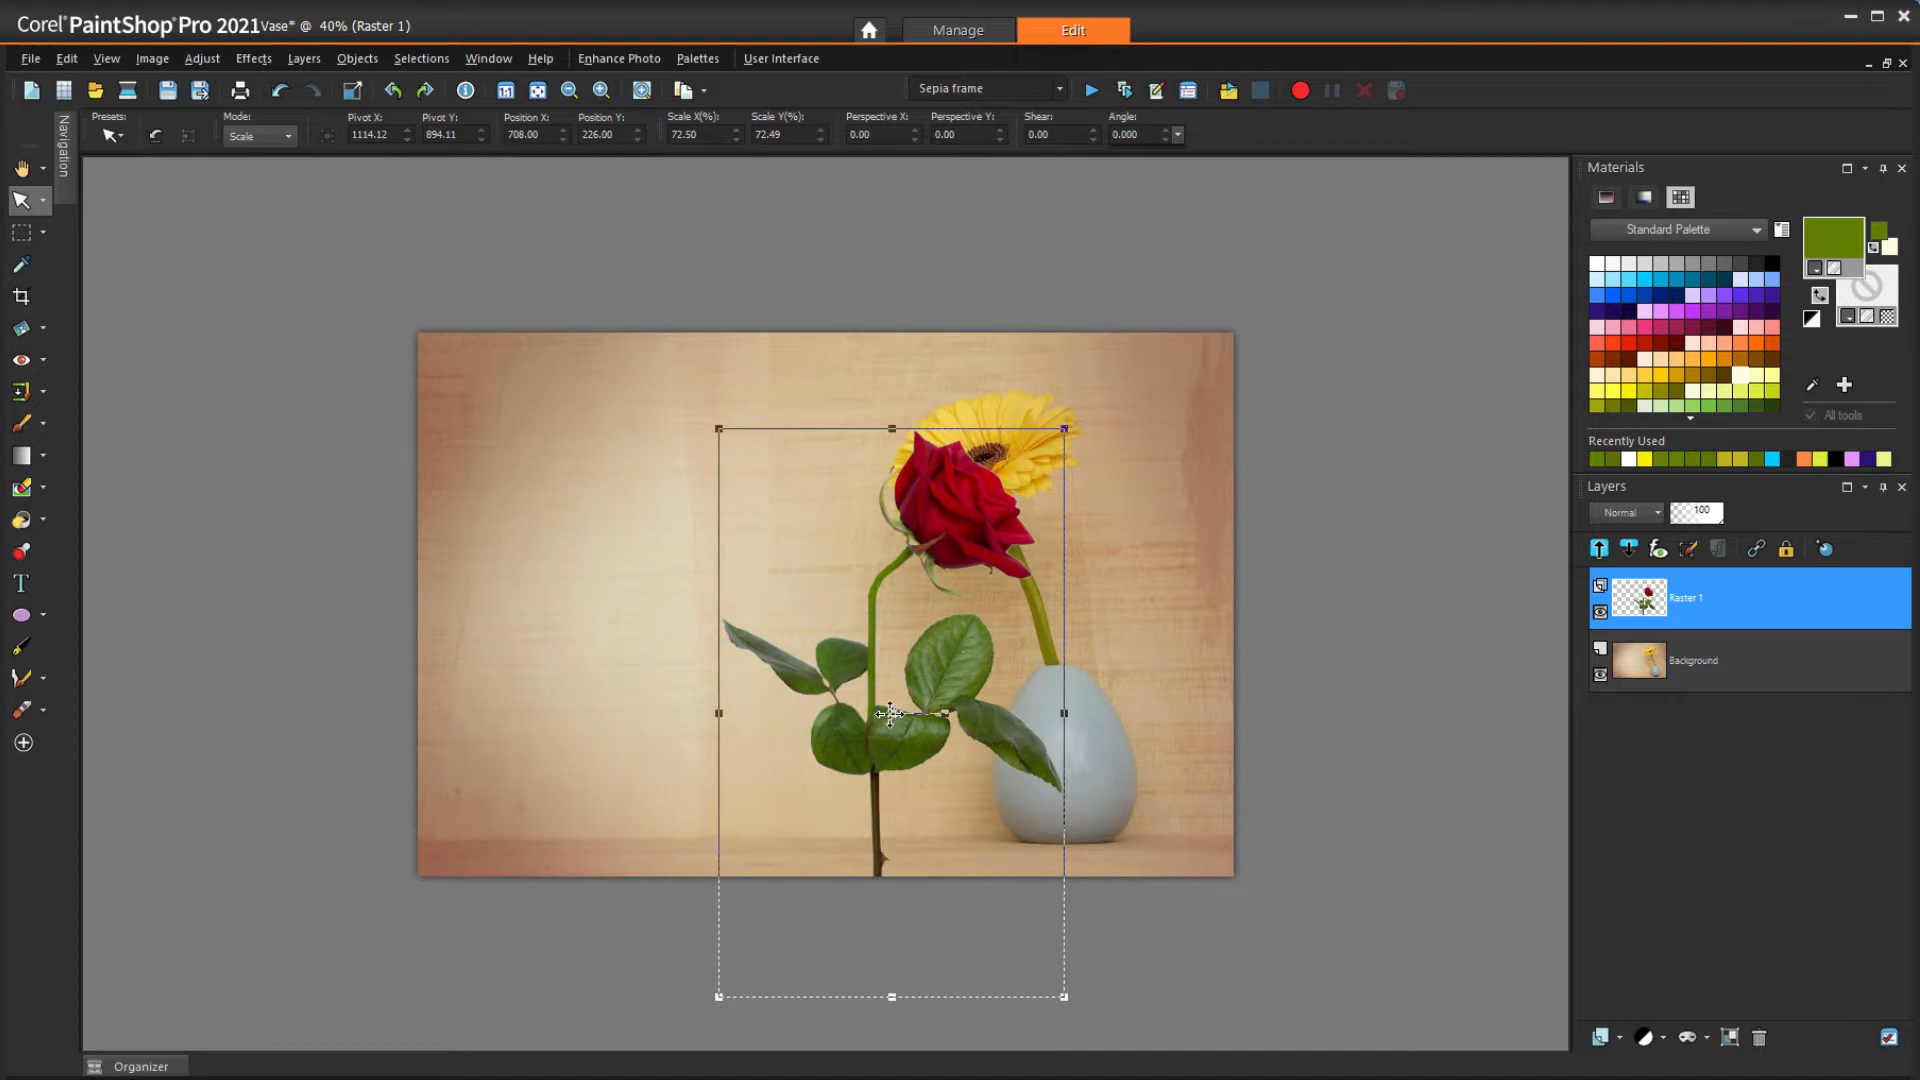 Corel® PaintShop® Pro 2021 Vase* @ 40% (Raster 1)
Manage
Edit
File Edit View Image Adjust Effects Layers Objects Selections Window Help Enhance Photo Palettes User Interface
Sepia frame
Presets: Mode: Pivot X: Pivot Y: Position X: Position Y: Scale X(%): Scale Y(%): Perspective X: Perspective Y: Shear: Angle:
Scale 1114.12 894.11 708.00 226.00 72.50 72.49 0.00 0.00 0.00 0.000
Navigation
Materials
Standard Palette
All tools
Recently Used
Layers
Normal 100
Raster 1
Background
T
Organizer